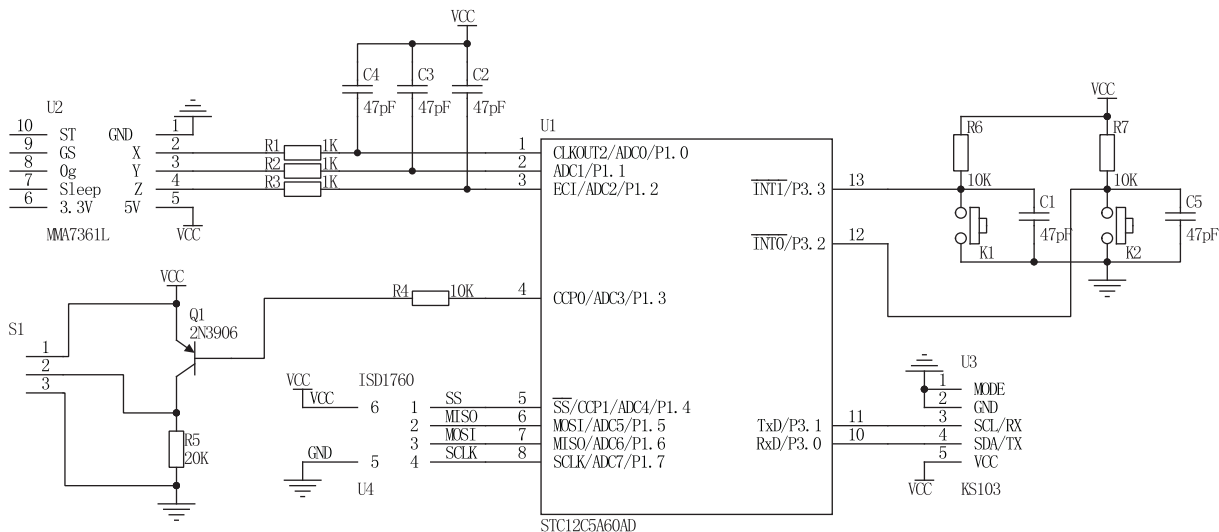 VCC
C4
C3
C2
47pF
47pF
47pF
U2
10 ST GND 1
9 GS X 2
8 0g Y 3
7 Sleep Z 4
6 3.3V 5V 5
MMA7361L
VCC
R1 1K
R2 1K
R3 1K
U1
1 CLKOUT2/ADC0/P1.0
2 ADC1/P1.1
3 ECI/ADC2/P1.2
INT1/P3.3 13
INT0/P3.2 12
VCC
R6
R7
10K
10K
C1
C5
47pF
47pF
K1
K2
VCC
Q1
2N3906
R4 10K
4 CCP0/ADC3/P1.3
S1
1
2
3
R5
20K
VCC
VCC
ISD1760
6
1 SS 5 SS/CCP1/ADC4/P1.4
2 MISO 6 MOSI/ADC5/P1.5
3 MOSI 7 MISO/ADC6/P1.6
GND 5
4 SCLK 8 SCLK/ADC7/P1.7
U4
TxD/P3.1 11
RxD/P3.0 10
U3
1 MODE
2 GND
3 SCL/RX
4 SDA/TX
5 VCC
VCC
KS103
STC12C5A60AD